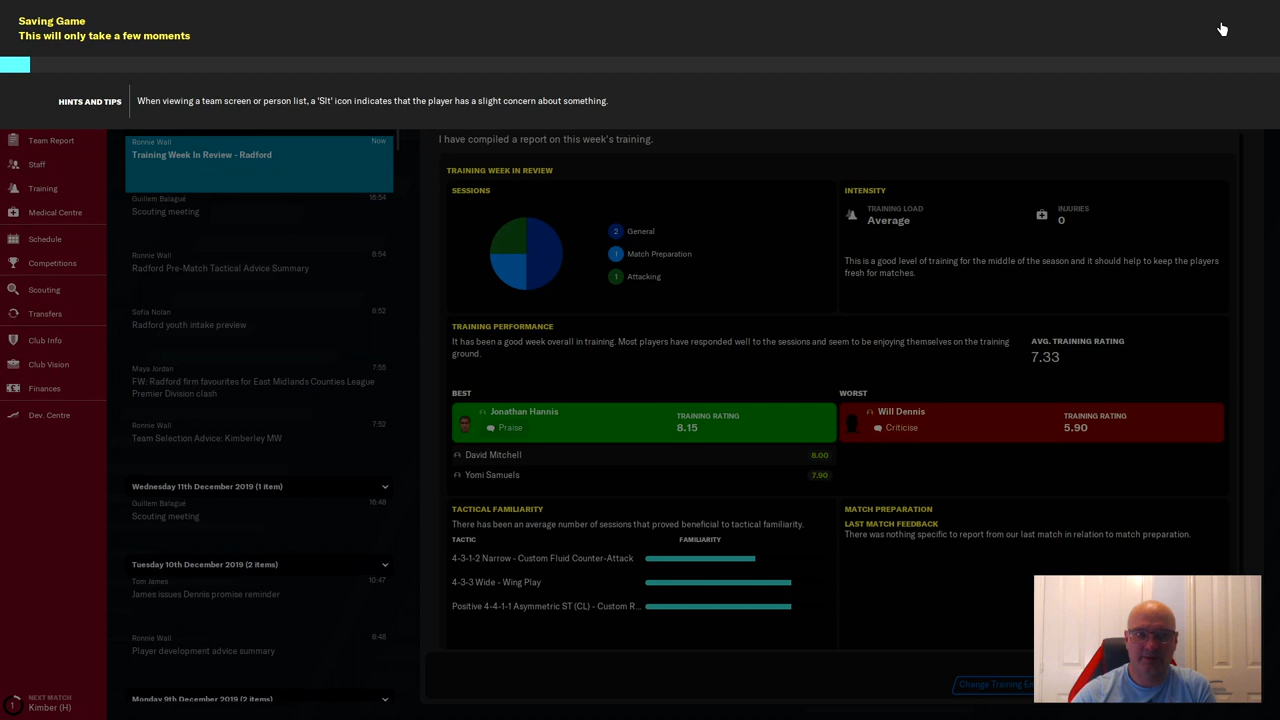 Saving Game
This will only take a few moments
HINTS AND TIPS
When viewing a team screen or person list, a 'Slt' icon indicates that the player has a slight concern about something.
Team Report
Staff
Training
Medical Centre
Schedule
Competitions
Scouting
Transfers
Club Info
Club Vision
Finances
Dev. Centre
1
NEXT MATCH
Kimber (H)
Ronnie Wall
Now
Training Week In Review - Radford
Guillem Balagué
16:54
Scouting meeting
Ronnie Wall
8:54
Radford Pre-Match Tactical Advice Summary
Sofia Nolan
8:52
Radford youth intake preview
Maya Jordan
7:55
FW: Radford firm favourites for East Midlands Counties League
Premier Division clash
Ronnie Wall
7:52
Team Selection Advice: Kimberley MW
Wednesday 11th December 2019 (1 item)
Guillem Balagué
16:48
Scouting meeting
Tuesday 10th December 2019 (2 items)
Tom James
10:47
James issues Dennis promise reminder
Ronnie Wall
8:48
Player development advice summary
Monday 9th December 2019 (2 items)
I have compiled a report on this week's training.
TRAINING WEEK IN REVIEW
SESSIONS
2 General
1 Match Preparation
1 Attacking
INTENSITY
TRAINING LOAD
Average
INJURIES
0
This is a good level of training for the middle of the season and it should help to keep the players
fresh for matches.
TRAINING PERFORMANCE
It has been a good week overall in training. Most players have responded well to the sessions and seem to be enjoying themselves on the training
ground.
AVG. TRAINING RATING
7.33
BEST
Jonathan Hannis
Praise
TRAINING RATING
8.15
David Mitchell
8.00
Yomi Samuels
7.90
WORST
Will Dennis
Criticise
TRAINING RATING
5.90
TACTICAL FAMILIARITY
There has been an average number of sessions that proved beneficial to tactical familiarity.
TACTIC
FAMILIARITY
4-3-1-2 Narrow - Custom Fluid Counter-Attack
4-3-3 Wide - Wing Play
Positive 4-4-1-1 Asymmetric ST (CL) - Custom R...
MATCH PREPARATION
LAST MATCH FEEDBACK
There was nothing specific to report from our last match in relation to match preparation.
Change Training En